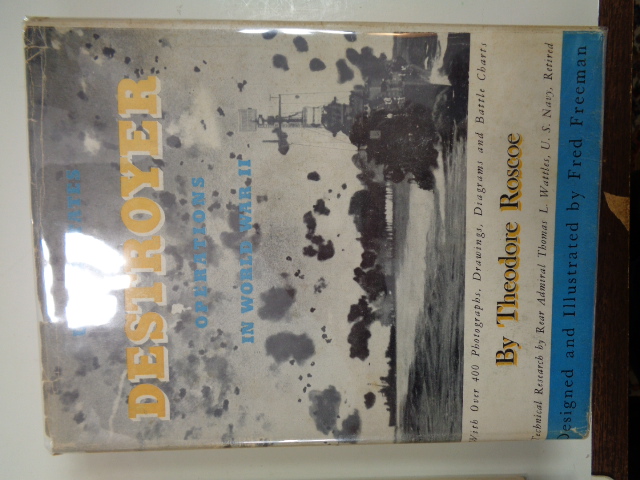 STATES
DESTROYER
OPERATIONS
IN WORLD WAR II
With Over 400 Photographs, Drawings, Diagrams and Battle Charts
By Theodore Roscoe
Technical Research by Rear Admiral Thomas L. Wattles, U. S. Navy, Retired
Designed and Illustrated by Fred Freeman